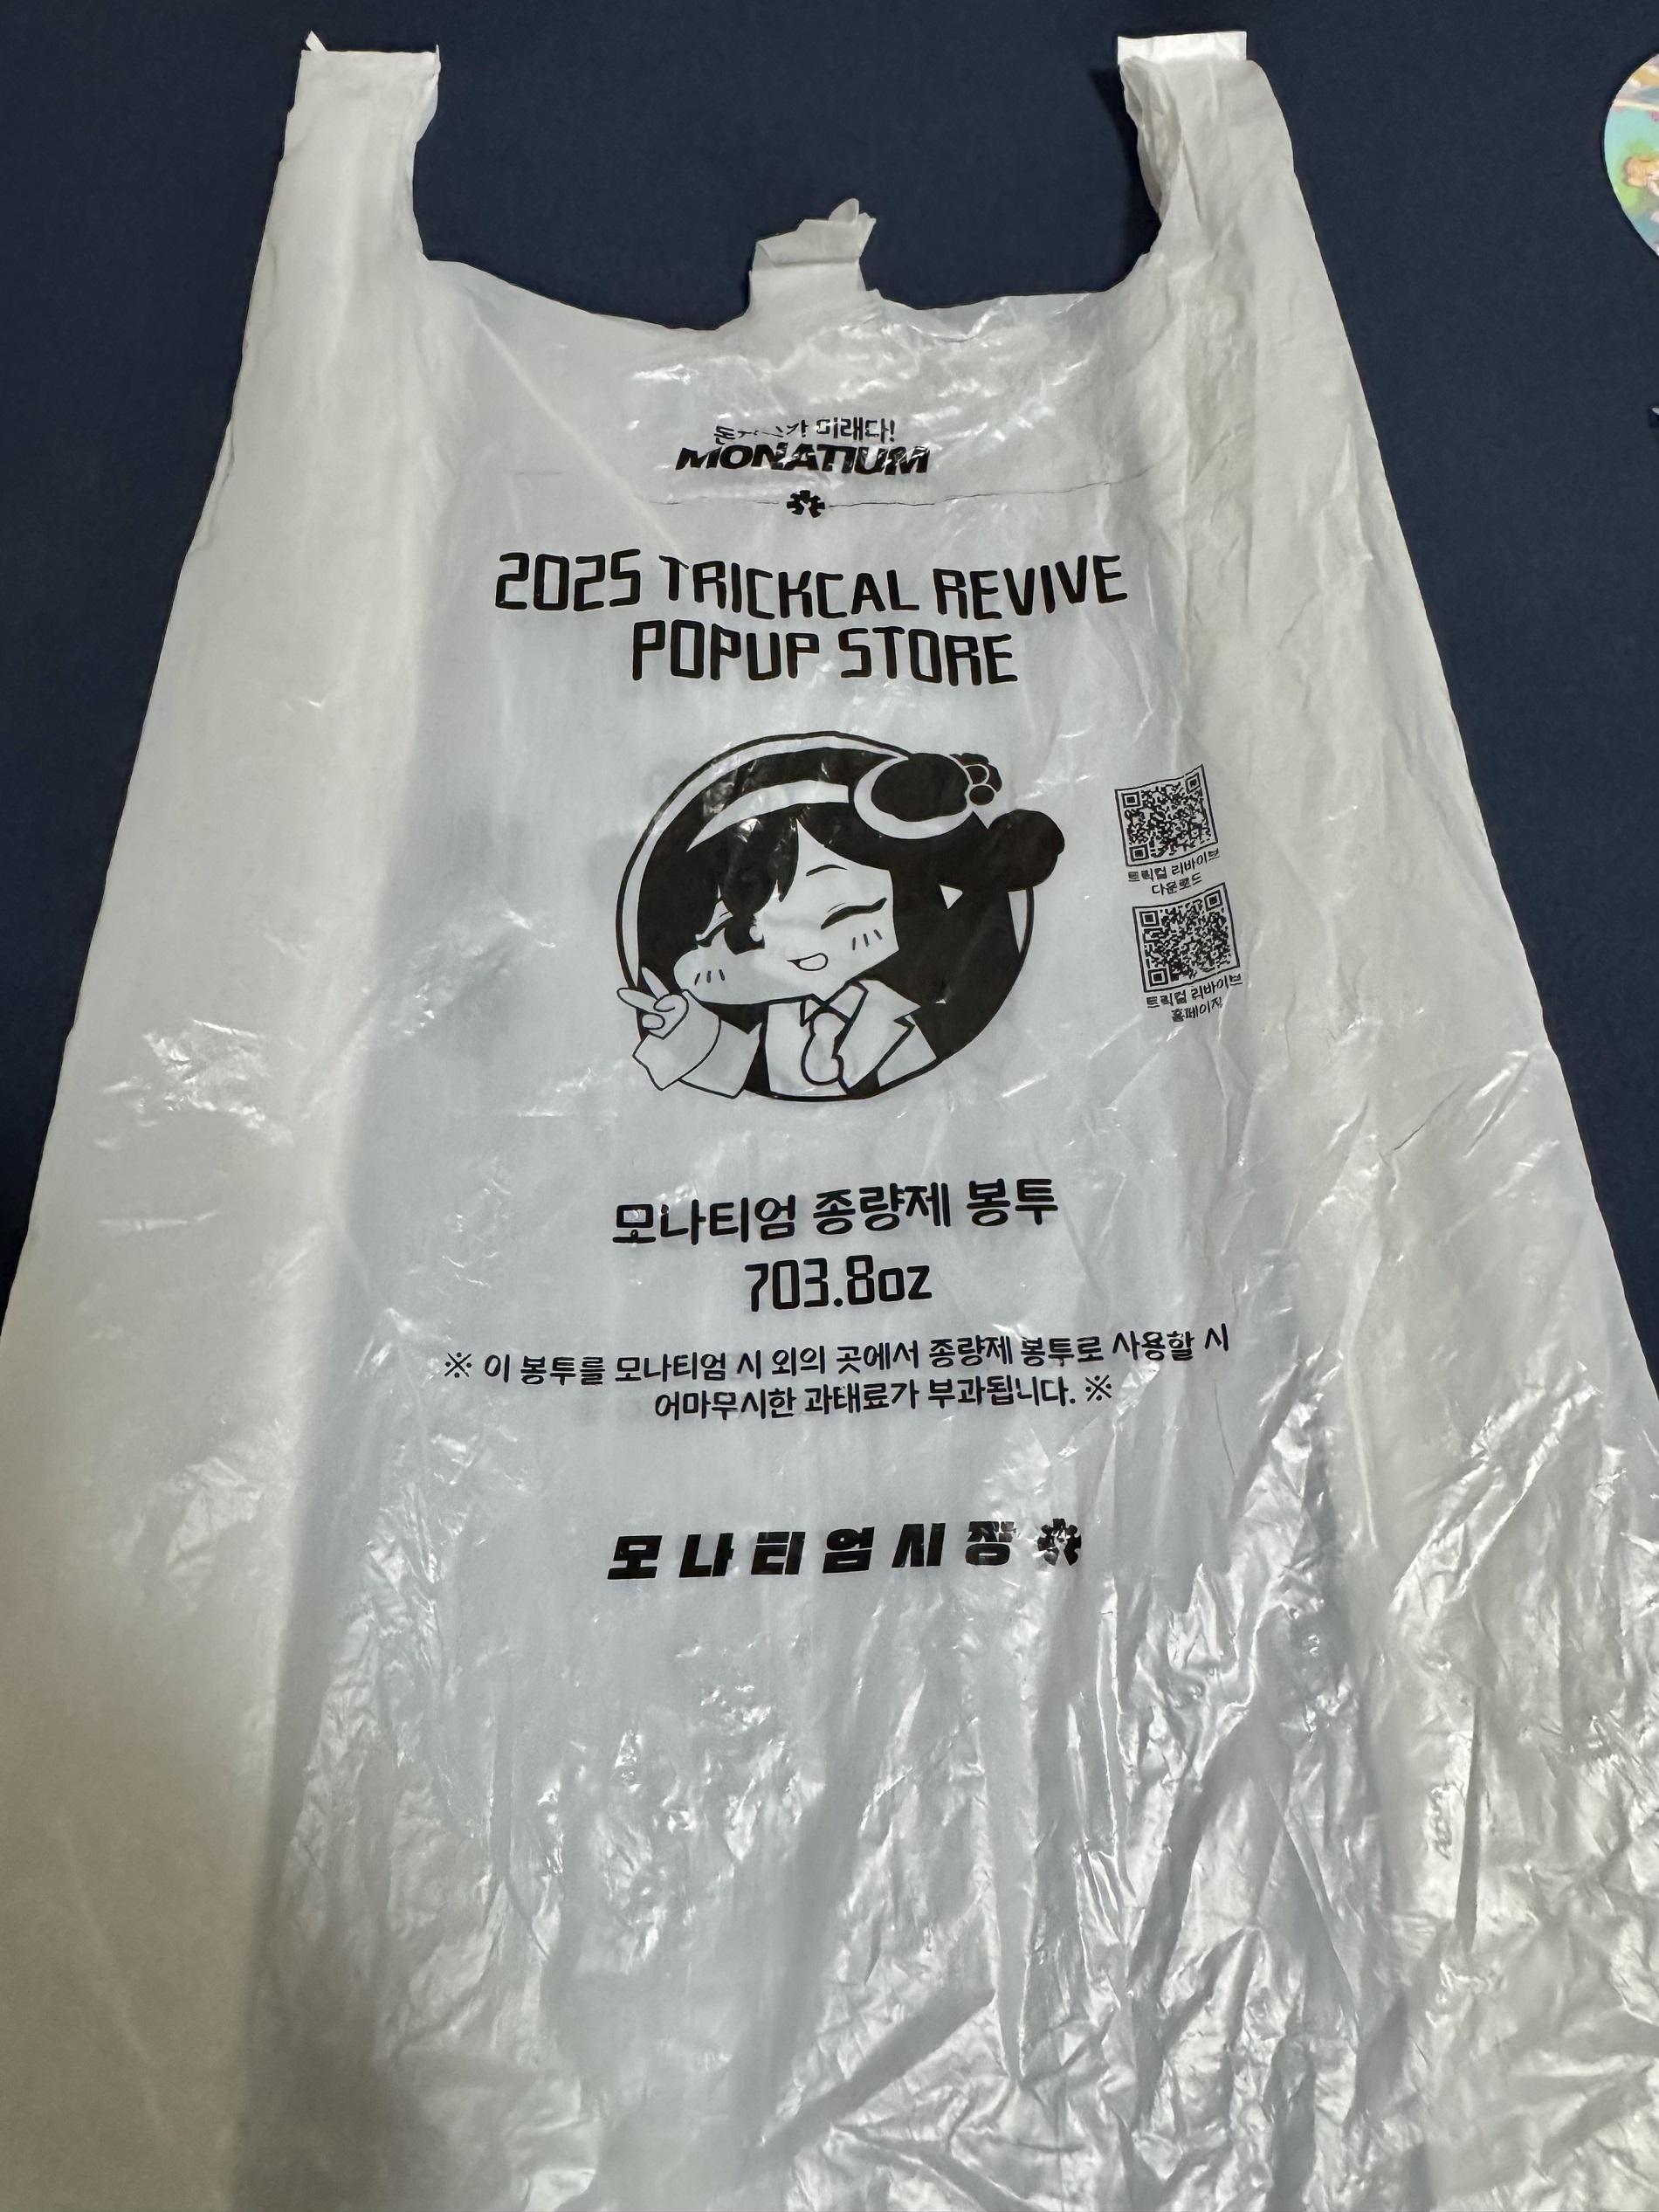 미래다!
MONATIUM
2025 TRICKCAL REVIVE
POPUP STORE
트릭컬 리바이브
다운로드
트릭컬 리바이브
홈페이지
모나티엄 종량제 봉투
703.8oz
※ 이 봉투를 모나티엄 시 외의 곳에서 종량제 봉투로 사용할 시
어마무시한 과태료가 부과됩니다. ※
모나티엄시장